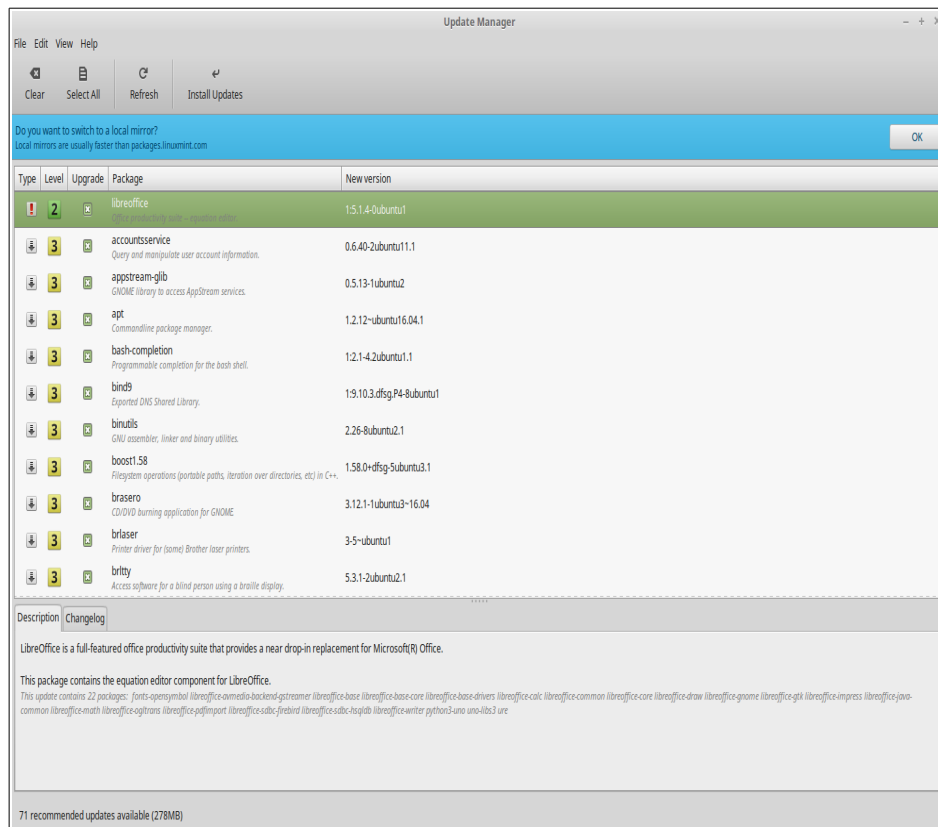 Update Manager
File Edit View Help
Clear Select All Refresh Install Updates
Do you want to switch to a local mirror?
Local mirrors are usually faster than packages.linuxmint.com
OK
Type Level Upgrade Package New version
! 2 libreoffice 1:5.1.4-0ubuntu1
Office productivity suite -- equation editor.
3 accountsservice 0.6.40-2ubuntu11.1
Query and manipulate user account information.
3 appstream-glib 0.5.13-1ubuntu2
GNOME library to access AppStream services.
3 apt 1.2.12~ubuntu16.04.1
Commandline package manager.
3 bash-completion 1:2.1-4.2ubuntu1.1
Programmable completion for the bash shell.
3 bind9 1:9.10.3.dfsg.P4-8ubuntu1
Exported DNS Shared Library.
3 binutils 2.26-8ubuntu2.1
GNU assembler, linker and binary utilities.
3 boost1.58 1.58.0+dfsg-5ubuntu3.1
Filesystem operations (portable paths, iteration over directories, etc) in C++.
3 brasero 3.12.1-1ubuntu3~16.04
CD/DVD burning application for GNOME
3 brlaser 3-5~ubuntu1
Printer driver for (some) Brother laser printers.
3 brltty 5.3.1-2ubuntu2.1
Access software for a blind person using a braille display.
Description Changelog
LibreOffice is a full-featured office productivity suite that provides a near drop-in replacement for Microsoft(R) Office.
This package contains the equation editor component for LibreOffice.
This update contains 22 packages: fonts-opensymbol libreoffice-avmedia-backend-gstreamer libreoffice-base libreoffice-base-core libreoffice-base-drivers libreoffice-calc libreoffice-common libreoffice-core libreoffice-draw libreoffice-gnome libreoffice-gtk libreoffice-impress libreoffice-java-
common libreoffice-math libreoffice-ogltrans libreoffice-pdfimport libreoffice-sdbc-firebird libreoffice-sdbc-hsqldb libreoffice-writer python3-uno uno-libs3 ure
71 recommended updates available (278MB)